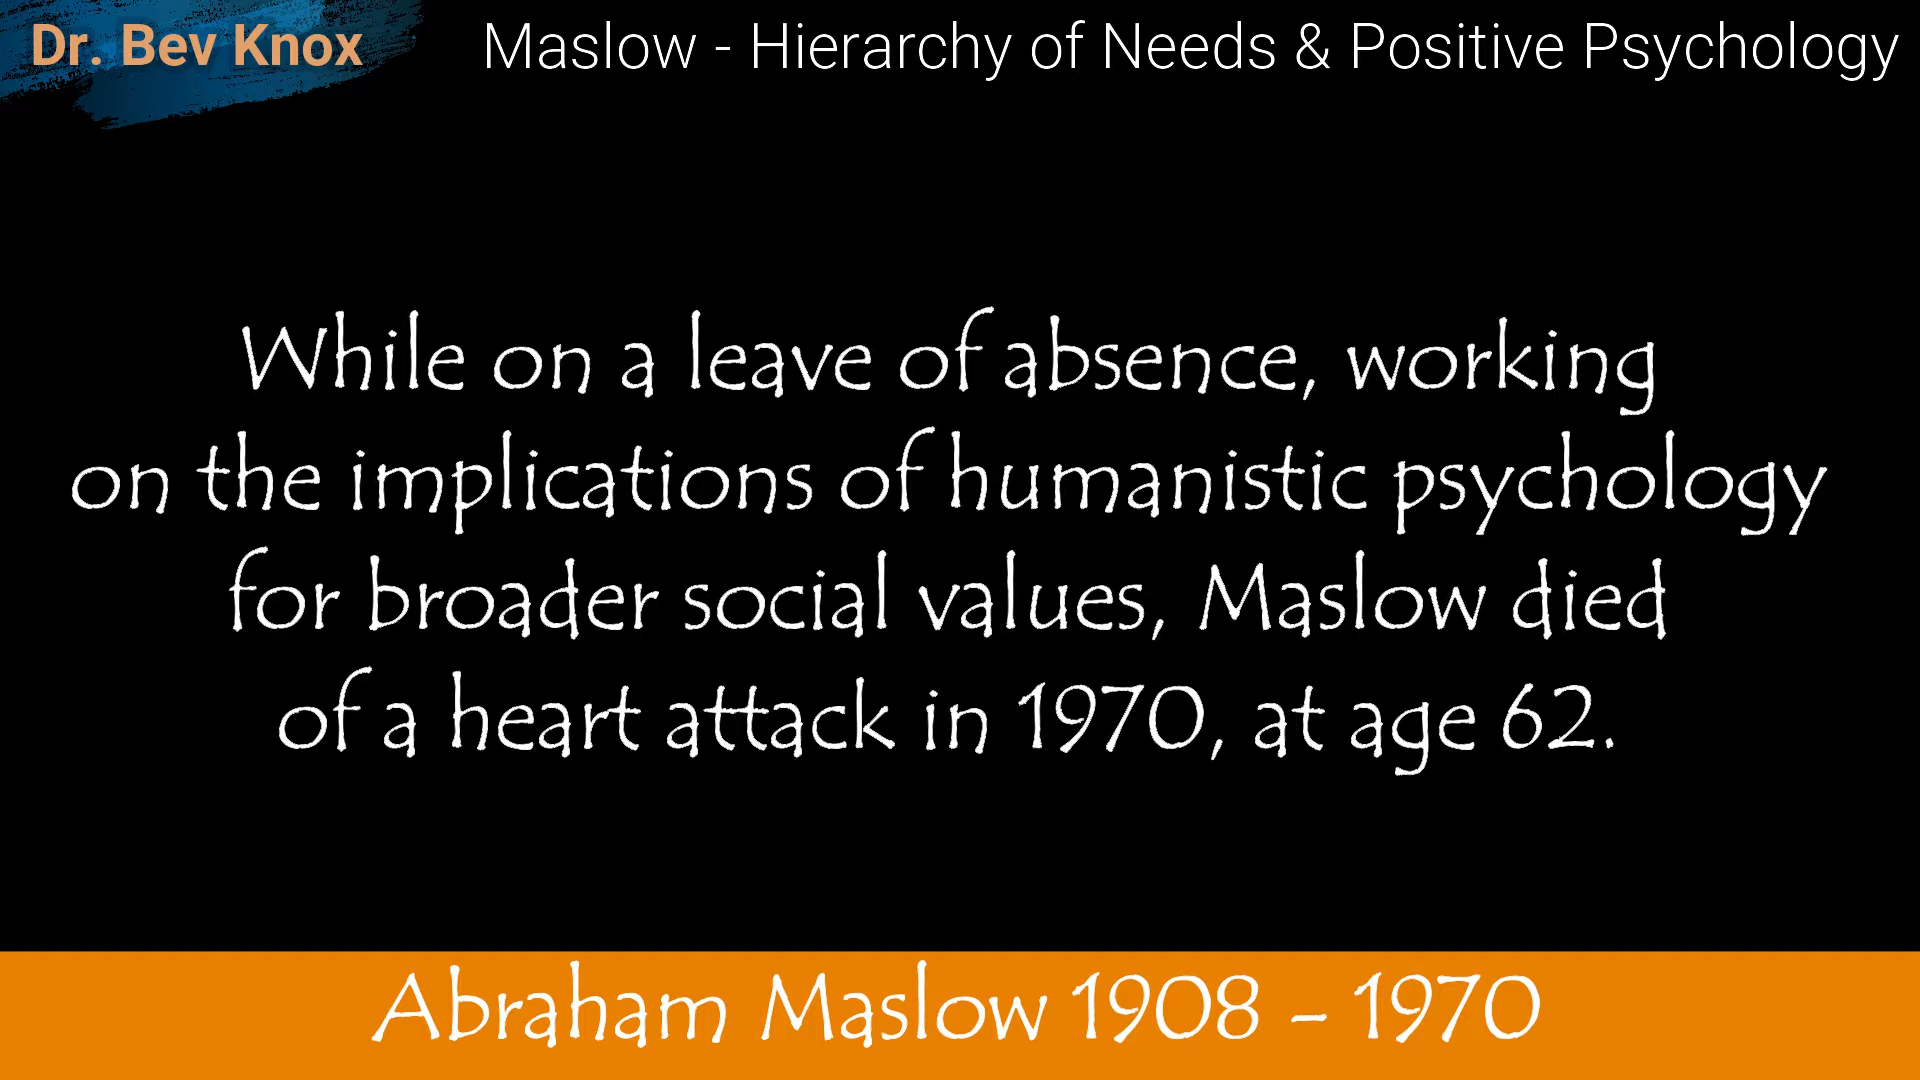 Dr. Bev Knox
Maslow - Hierarchy of Needs & Positive Psychology
While on a leave of absence, working
on the implications of humanistic psychology
for broader social values, Maslow died
of a heart attack in 1970, at age 62.
Abraham Maslow 1908 – 1970